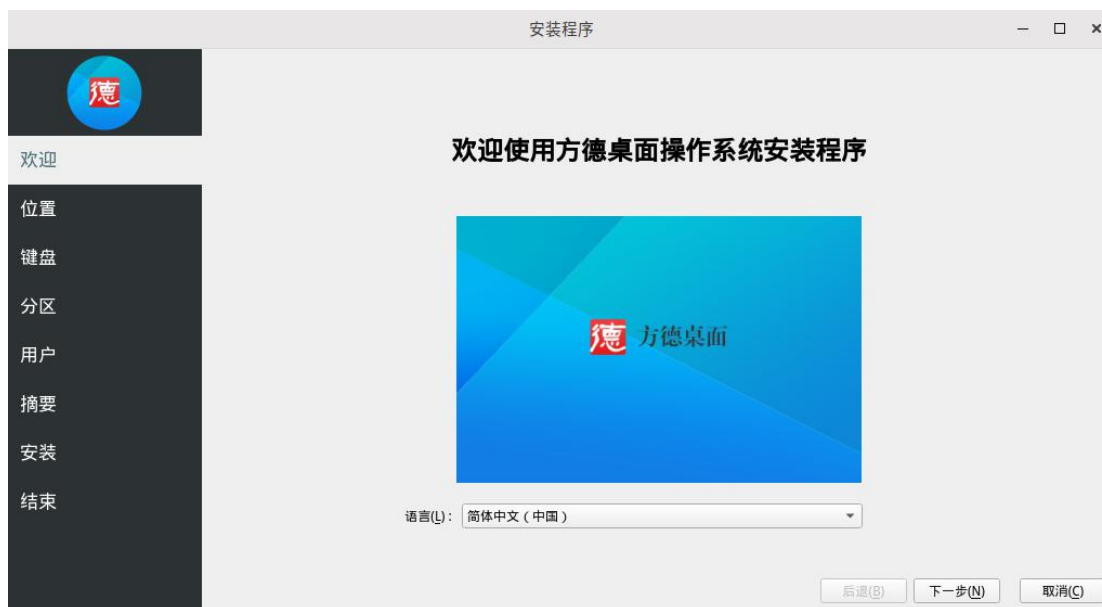 安装程序
德
欢迎
位置
键盘
分区
用户
摘要
安装
结束
欢迎使用方德桌面操作系统安装程序
德 方德桌面
语言(L)： 简体中文（中国）
后退(B) 下一步(N) 取消(C)